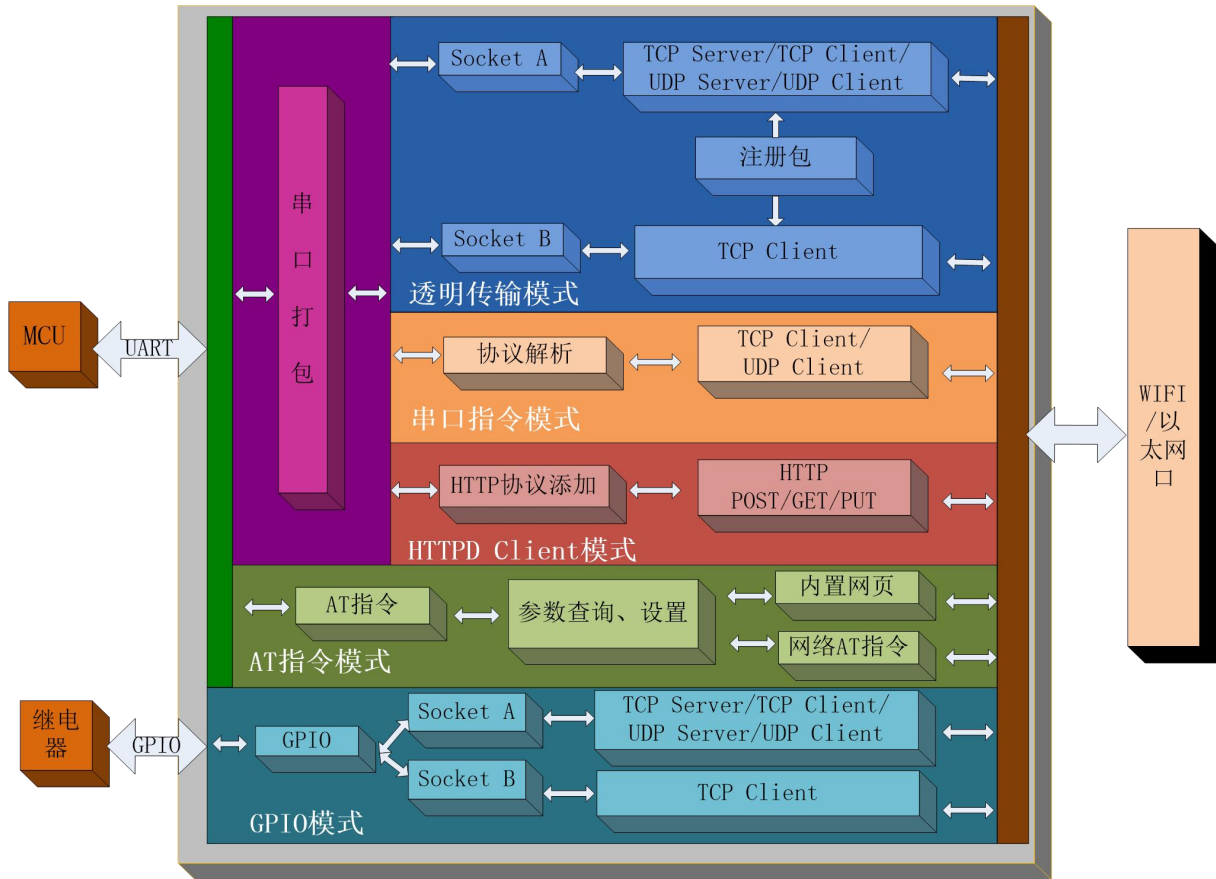 Socket A
TCP Server/TCP Client/
UDP Server/UDP Client
注册包
Socket B
TCP Client
透明传输模式
串
口
打
包
MCU
UART
协议解析
TCP Client/
UDP Client
串口指令模式
HTTP协议添加
HTTP
POST/GET/PUT
HTTPD Client模式
WIFI
/以
太网
口
AT指令
参数查询、设置
内置网页
网络AT指令
AT指令模式
继电
器
GPIO
GPIO
Socket A
TCP Server/TCP Client/
UDP Server/UDP Client
Socket B
TCP Client
GPIO模式